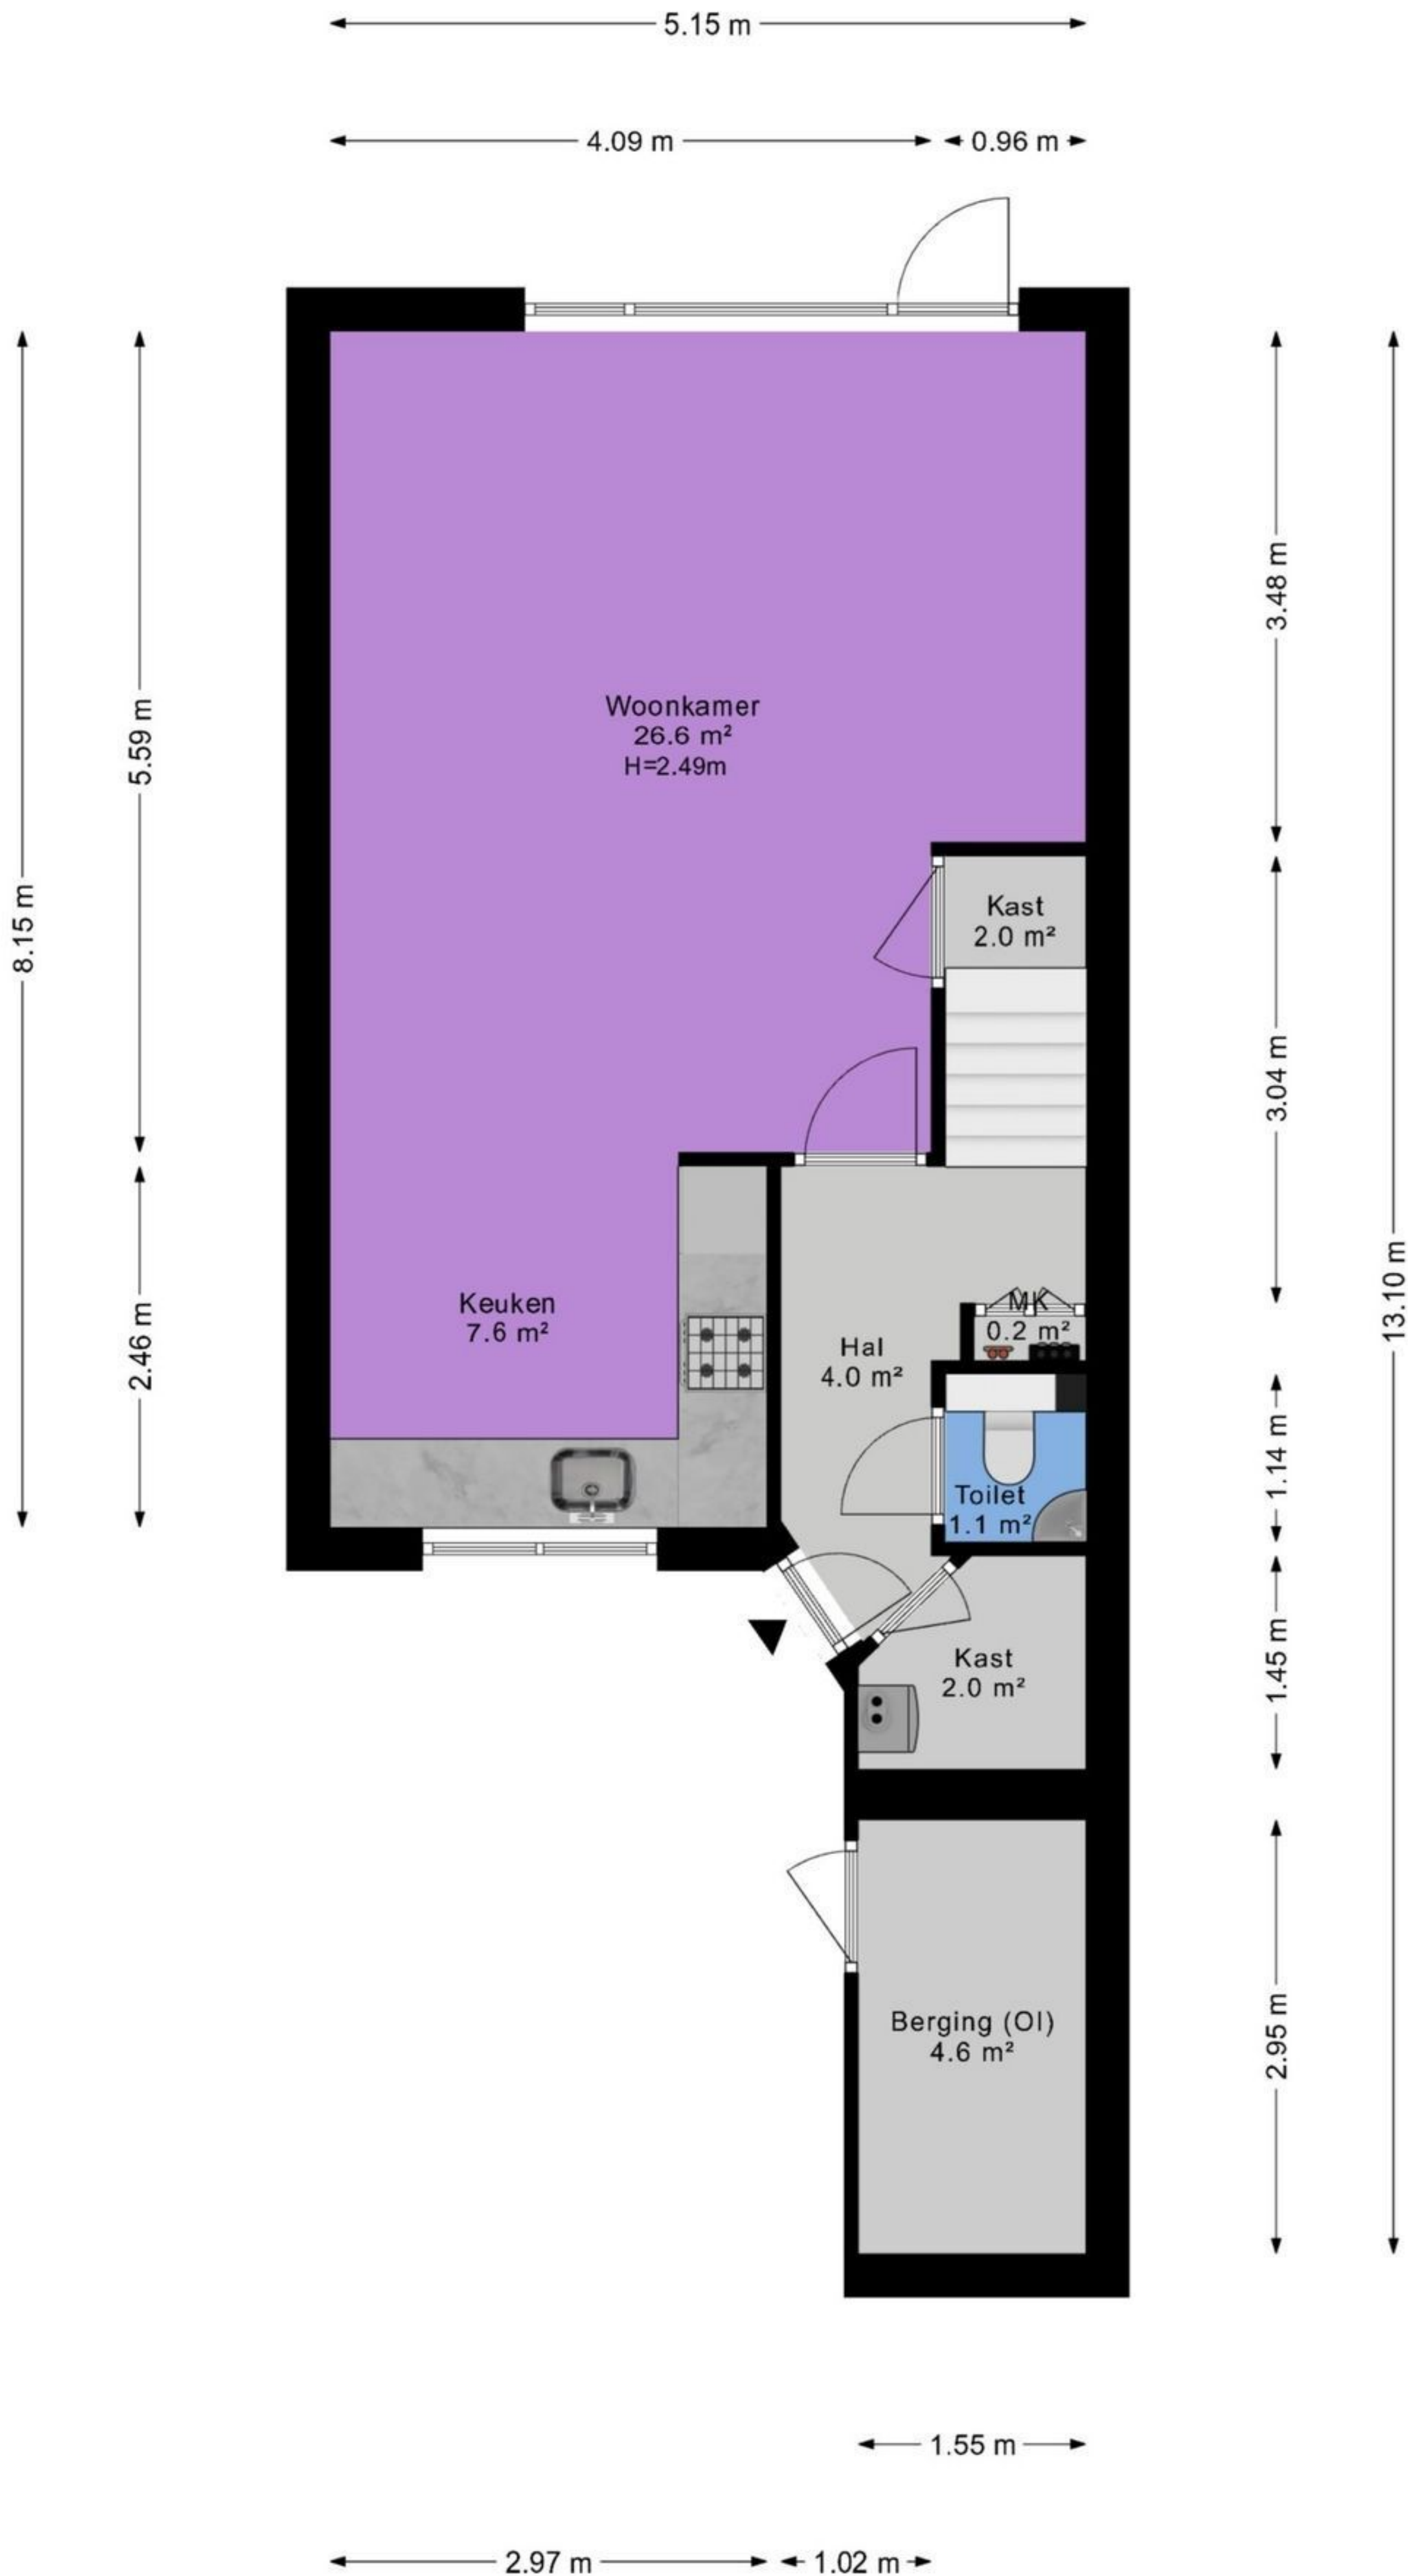 5.15 m
4.09 m
0.96 m
8.15 m
5.59 m
2.46 m
3.48 m
3.04 m
13.10 m
1.14 m
1.45 m
2.95 m
Woonkamer
26.6 m²
H=2.49m
Kast
2.0 m²
Keuken
7.6 m²
MK
0.2 m²
Hal
4.0 m²
Toilet
1.1 m²
Kast
2.0 m²
Berging (OI)
4.6 m²
1.55 m
2.97 m
1.02 m